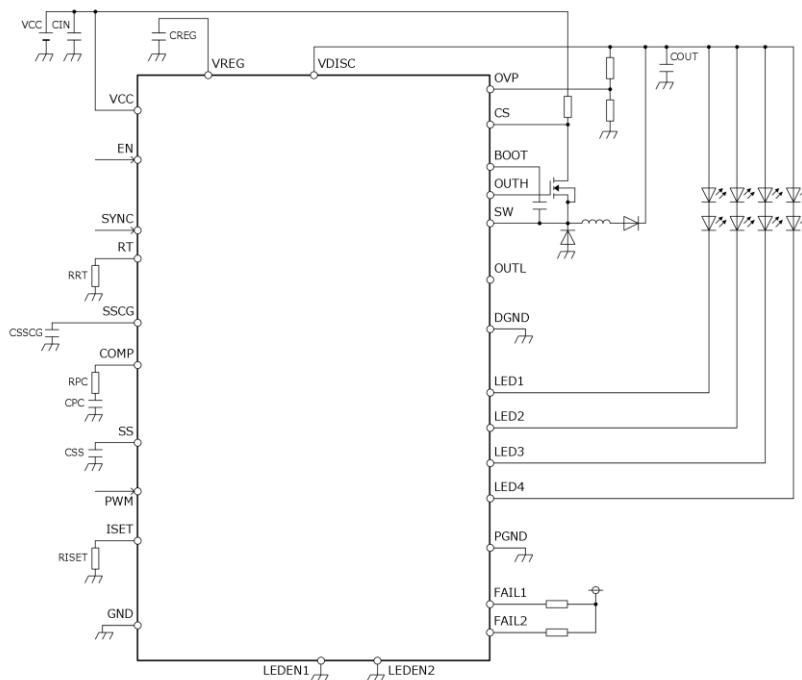 VCC CIN
CREG
VREG
VDISC
COUT
OVP
VCC
CS
EN
BOOT
OUTH
SYNC
SW
RT
RRT
OUTL
SSCG
CSSCG
DGND
COMP
RPC
CPC
LED1
SS
LED2
CSS
LED3
PWM
LED4
ISET
RISET
PGND
FAIL1
GND
FAIL2
LEDEN1
LEDEN2